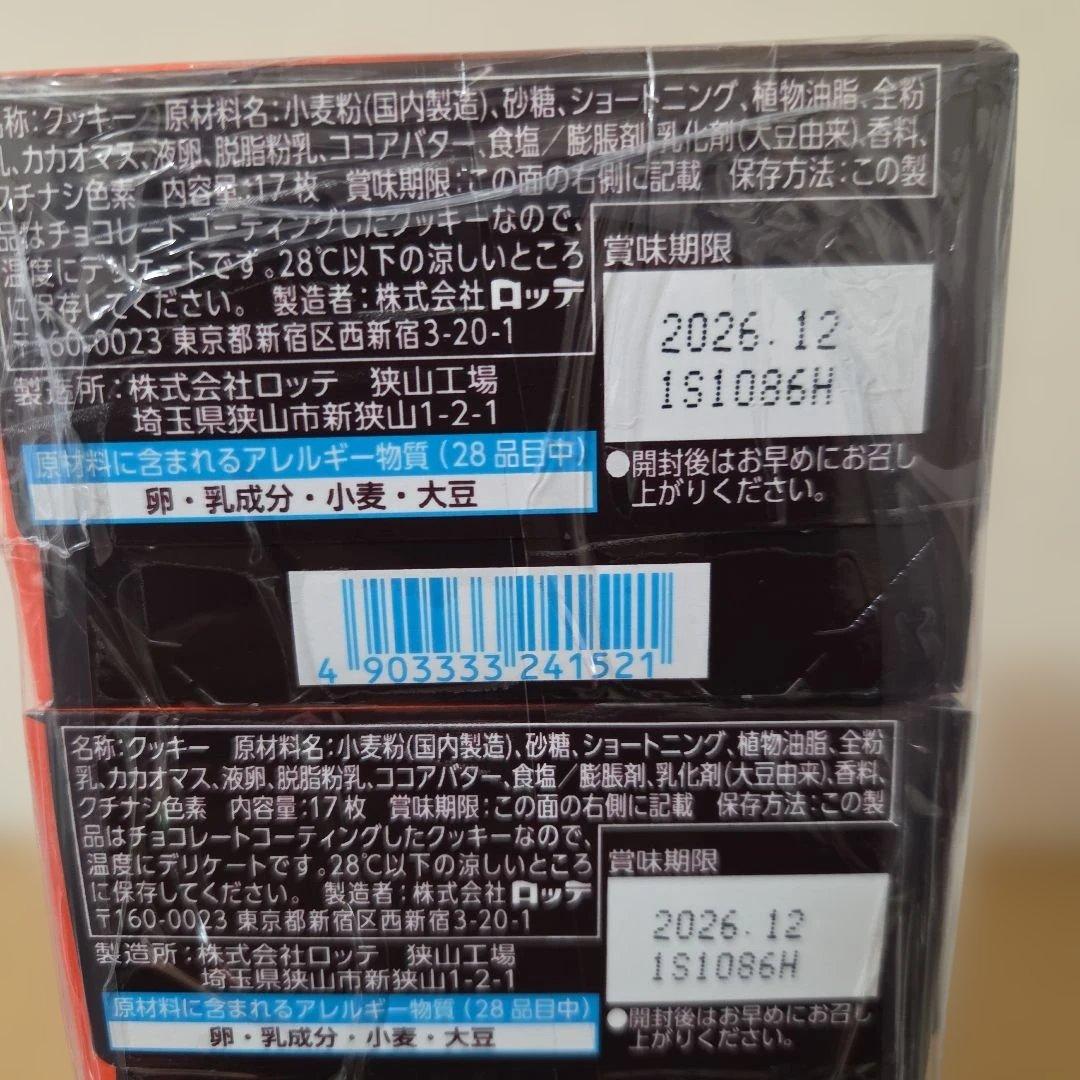 称:クッキー 原材料名:小麦粉(国内製造)、砂糖、ショートニング、植物油脂、全粉
乳、カカオマス、液卵、脱脂粉乳、ココアバター、食塩/膨脹剤、乳化剤(大豆由来)、香料、
クチナシ色素 内容量:17枚 賞味期限:この面の右側に記載 保存方法:この製
品はチョコレートコーティングしたクッキーなので、
温度にデリケートです。28℃以下の涼しいところ
に保存してください。 製造者:株式会社ロッテ
〒160-0023 東京都新宿区西新宿3-20-1
製造所:株式会社ロッテ 狭山工場
埼玉県狭山市新狭山1-2-1
原材料に含まれるアレルギー物質(28品目中)
卵・乳成分・小麦・大豆
賞味期限
2026.12
1S1086H
●開封後はお早めにお召し
上がりください。
4 903333 241521
名称:クッキー 原材料名:小麦粉(国内製造)、砂糖、ショートニング、植物油脂、全粉
乳、カカオマス、液卵、脱脂粉乳、ココアバター、食塩/膨脹剤、乳化剤(大豆由来)、香料、
クチナシ色素 内容量:17枚 賞味期限:この面の右側に記載 保存方法:この製
品はチョコレートコーティングしたクッキーなので、
温度にデリケートです。28℃以下の涼しいところ
に保存してください。 製造者:株式会社ロッテ
〒160-0023 東京都新宿区西新宿3-20-1
製造所:株式会社ロッテ 狭山工場
埼玉県狭山市新狭山1-2-1
原材料に含まれるアレルギー物質(28品目中)
卵・乳成分・小麦・大豆
賞味期限
2026.12
1S1086H
●開封後はお早めにお召し
上がりください。